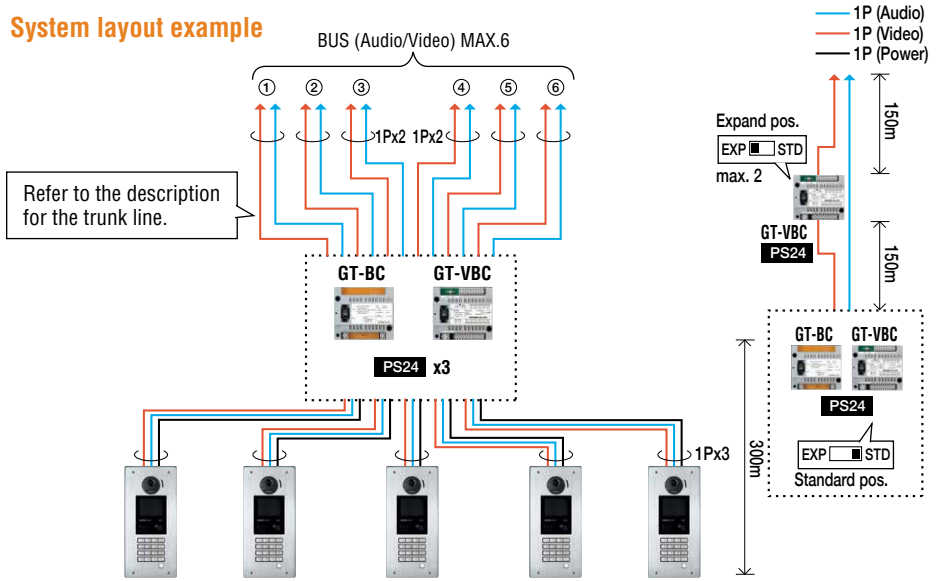 System layout example
BUS (Audio/Video) MAX.6
① ② ③ ④ ⑤ ⑥
1Px2 1Px2
Refer to the description
for the trunk line.
GT-BC GT-VBC
PS24 x3
1Px3
1P (Audio)
1P (Video)
1P (Power)
150m
Expand pos.
EXP STD
max. 2
GT-VBC
PS24
150m
GT-BC GT-VBC
PS24
EXP STD
Standard pos.
300m